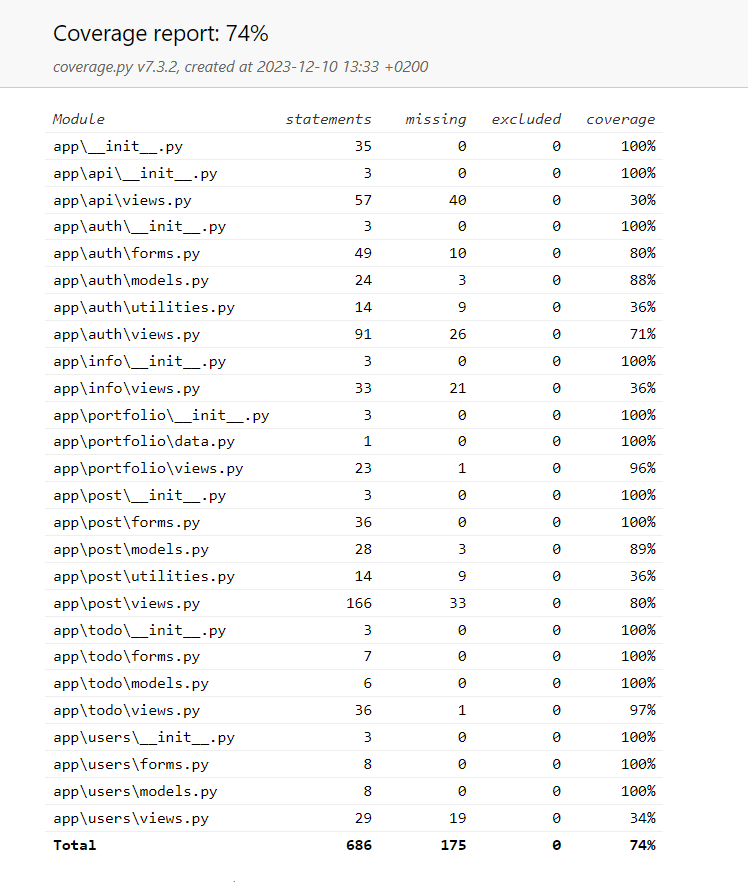 Coverage report: 74%
coverage.py v7.3.2, created at 2023-12-10 13:33 +0200
Module statements missing excluded coverage
app\__init__.py 35 0 0 100%
app\api\__init__.py 3 0 0 100%
app\api\views.py 57 40 0 30%
app\auth\__init__.py 3 0 0 100%
app\auth\forms.py 49 10 0 80%
app\auth\models.py 24 3 0 88%
app\auth\utilities.py 14 9 0 36%
app\auth\views.py 91 26 0 71%
app\info\__init__.py 3 0 0 100%
app\info\views.py 33 21 0 36%
app\portfolio\__init__.py 3 0 0 100%
app\portfolio\data.py 1 0 0 100%
app\portfolio\views.py 23 1 0 96%
app\post\__init__.py 3 0 0 100%
app\post\forms.py 36 0 0 100%
app\post\models.py 28 3 0 89%
app\post\utilities.py 14 9 0 36%
app\post\views.py 166 33 0 80%
app\todo\__init__.py 3 0 0 100%
app\todo\forms.py 7 0 0 100%
app\todo\models.py 6 0 0 100%
app\todo\views.py 36 1 0 97%
app\users\__init__.py 3 0 0 100%
app\users\forms.py 8 0 0 100%
app\users\models.py 8 0 0 100%
app\users\views.py 29 19 0 34%
Total 686 175 0 74%